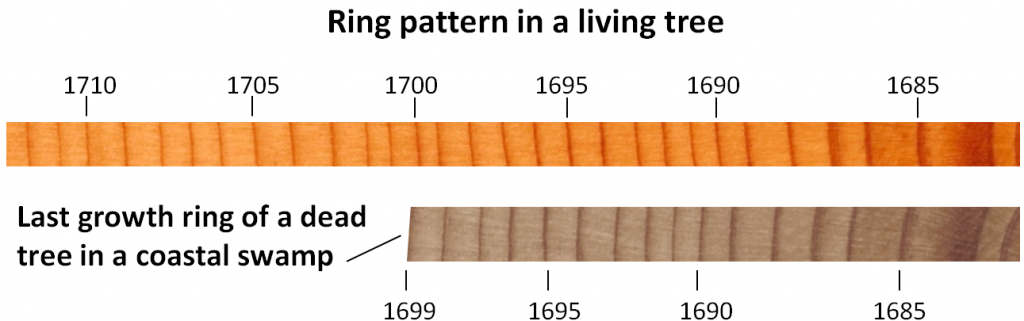 Ring pattern in a living tree
1710 1705 1700 1695 1690 1685
Last growth ring of a dead
tree in a coastal swamp
1699 1695 1690 1685